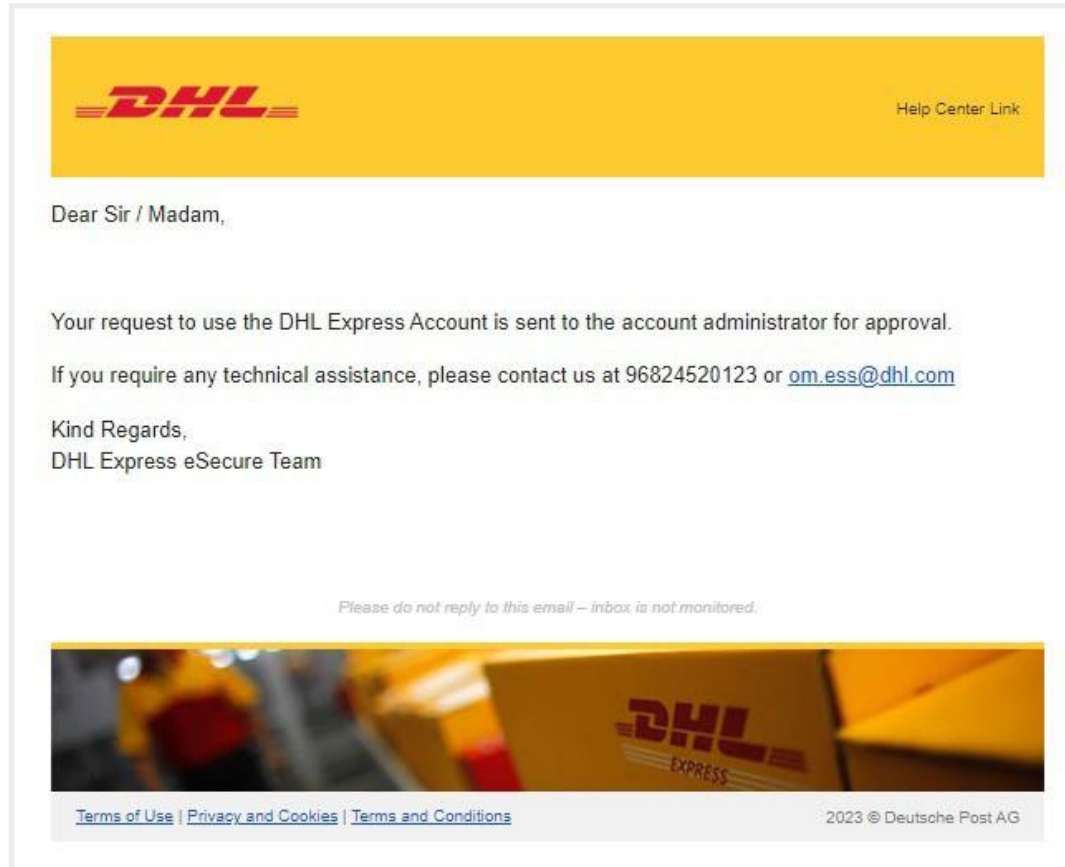 DHL
Help Center Link
Dear Sir / Madam,
Your request to use the DHL Express Account is sent to the account administrator for approval.
If you require any technical assistance, please contact us at 96824520123 or om.ess@dhl.com
Kind Regards,
DHL Express eSecure Team
Please do not reply to this email – inbox is not monitored.
DHL
EXPRESS
Terms of Use | Privacy and Cookies | Terms and Conditions
2023 © Deutsche Post AG